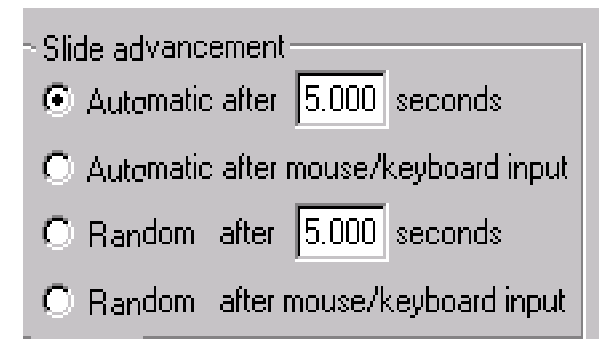 Slide advancement
Automatic after 5.000 seconds
Automatic after mouse/keyboard input
Random after 5.000 seconds
Random after mouse/keyboard input